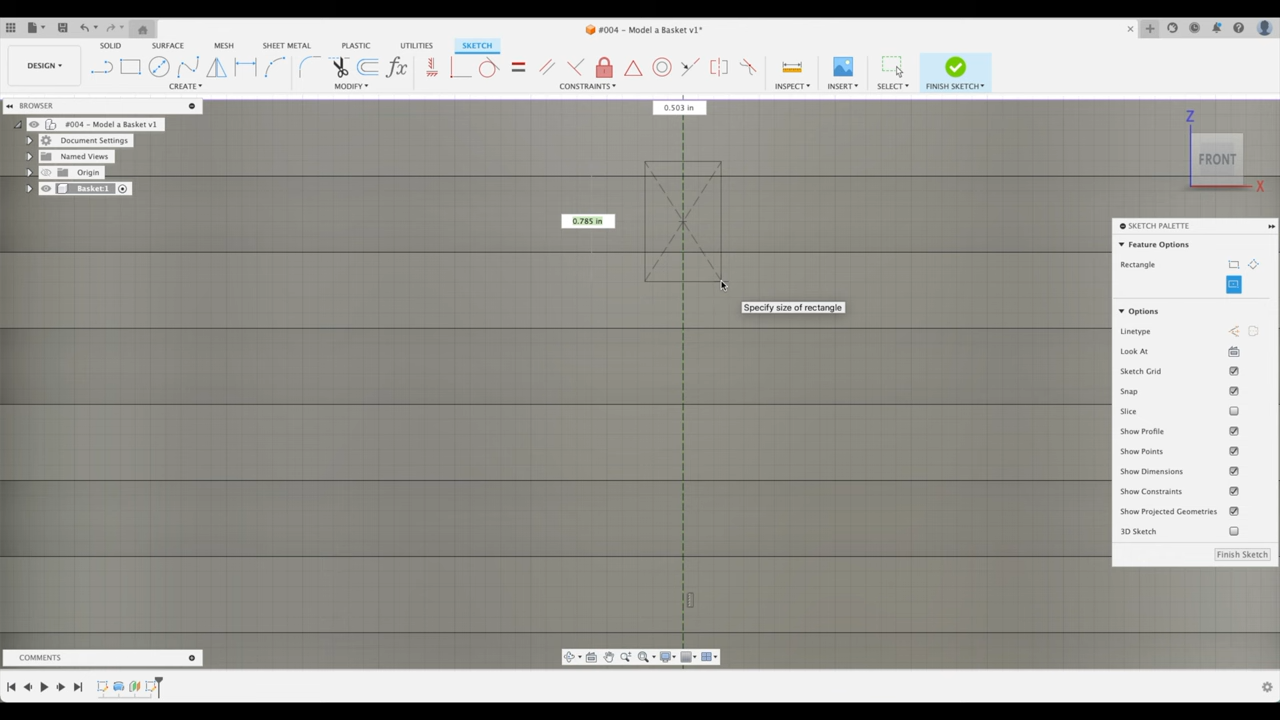 #004 – Model a Basket v1*
SOLID SURFACE MESH SHEET METAL PLASTIC UTILITIES SKETCH
DESIGN
CREATE MODIFY CONSTRAINTS INSPECT INSERT SELECT FINISH SKETCH
BROWSER
#004 – Model a Basket v1
Document Settings
Named Views
Origin
Basket:1
0.503 in
0.785 in
Specify size of rectangle
Z
FRONT
X
SKETCH PALETTE
Feature Options
Rectangle
Options
Linetype
Look At
Sketch Grid
Snap
Slice
Show Profile
Show Points
Show Dimensions
Show Constraints
Show Projected Geometries
3D Sketch
Finish Sketch
COMMENTS